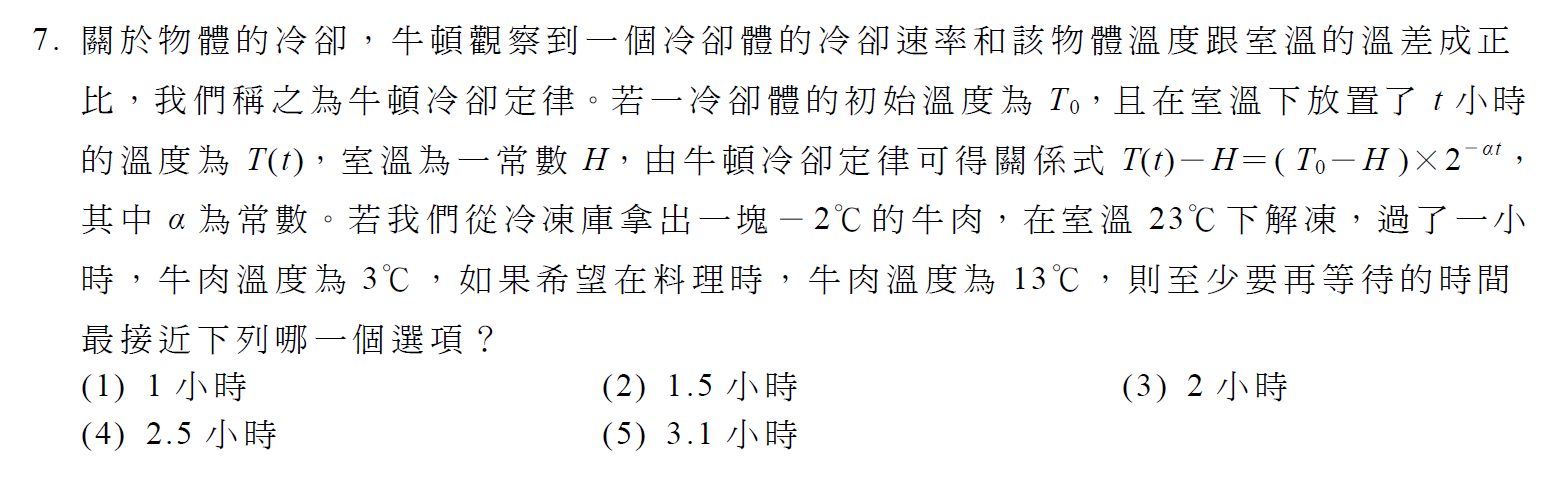 7. 關於物體的冷卻，牛頓觀察到一個冷卻體的冷卻速率和該物體溫度跟室溫的溫差成正
比，我們稱之為牛頓冷卻定律。若一冷卻體的初始溫度為 T₀，且在室溫下放置了 t 小時
的溫度為 T(t)，室溫為一常數 H，由牛頓冷卻定律可得關係式 T(t)－H＝( T₀－H )×2^{－αt}，
其中 α 為常數。若我們從冷凍庫拿出一塊－2℃的牛肉，在室溫 23℃下解凍，過了一小
時，牛肉溫度為 3℃，如果希望在料理時，牛肉溫度為 13℃，則至少要再等待的時間
最接近下列哪一個選項？
(1) 1 小時 (2) 1.5 小時 (3) 2 小時
(4) 2.5 小時 (5) 3.1 小時